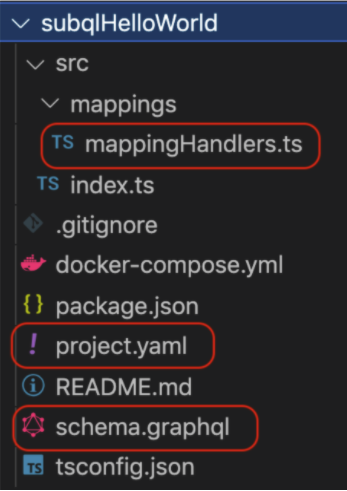 subqlHelloWorld
src
mappings
TS mappingHandlers.ts
TS index.ts
.gitignore
docker-compose.yml
{} package.json
! project.yaml
README.md
schema.graphql
TS tsconfig.json